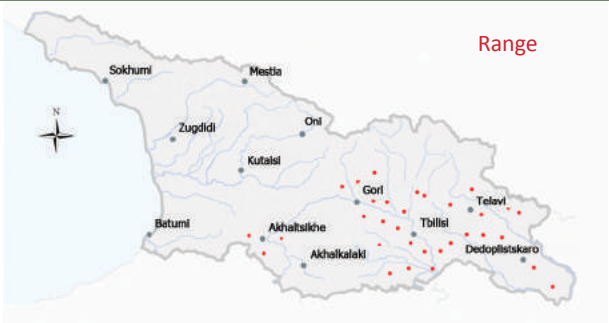 Range
Sokhumi
Mestia
N
Oni
Zugdidi
Kutaisi
Gori
Telavi
Batumi
Akhaltsikhe
Tbilisi
Akhalkalaki
Dedoplistskaro